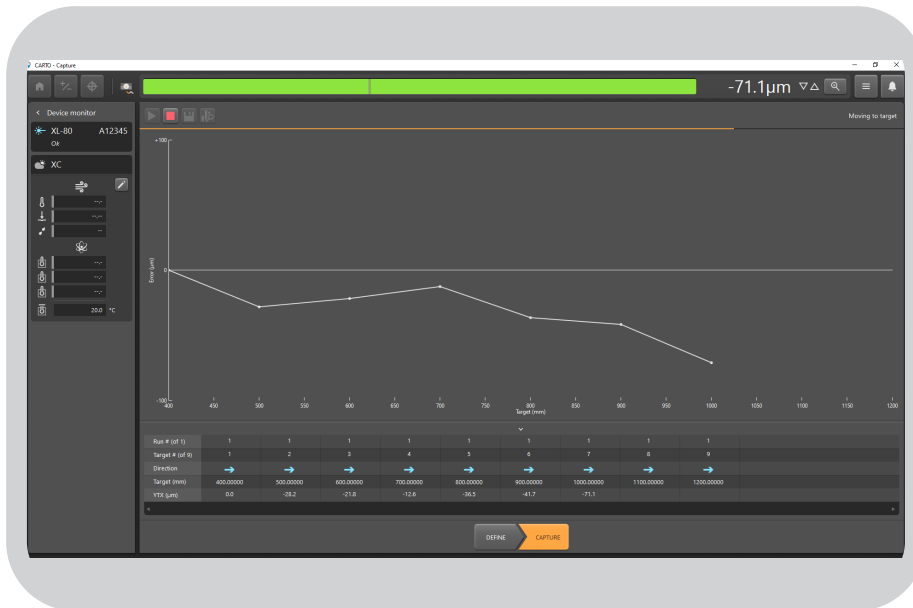 CARTO - Capture
-71.1µm
Device monitor
XL-80 A12345
Ok
XC
--.-
--.--
--
--.-
--.-
--.-
20.0 °C
Moving to target
+100
Error (µm)
0
-100
400 450 500 550 600 650 700 750 800 850 900 950 1000 1050 1100 1150 1200
Target (mm)
Run # (of 1) 1 1 1 1 1 1 1 1 1
Target # (of 9) 1 2 3 4 5 6 7 8 9
Direction
Target (mm) 400.00000 500.00000 600.00000 700.00000 800.00000 900.00000 1000.00000 1100.00000 1200.00000
YTX (µm) 0.0 -28.2 -21.8 -12.6 -36.5 -41.7 -71.1
DEFINE CAPTURE